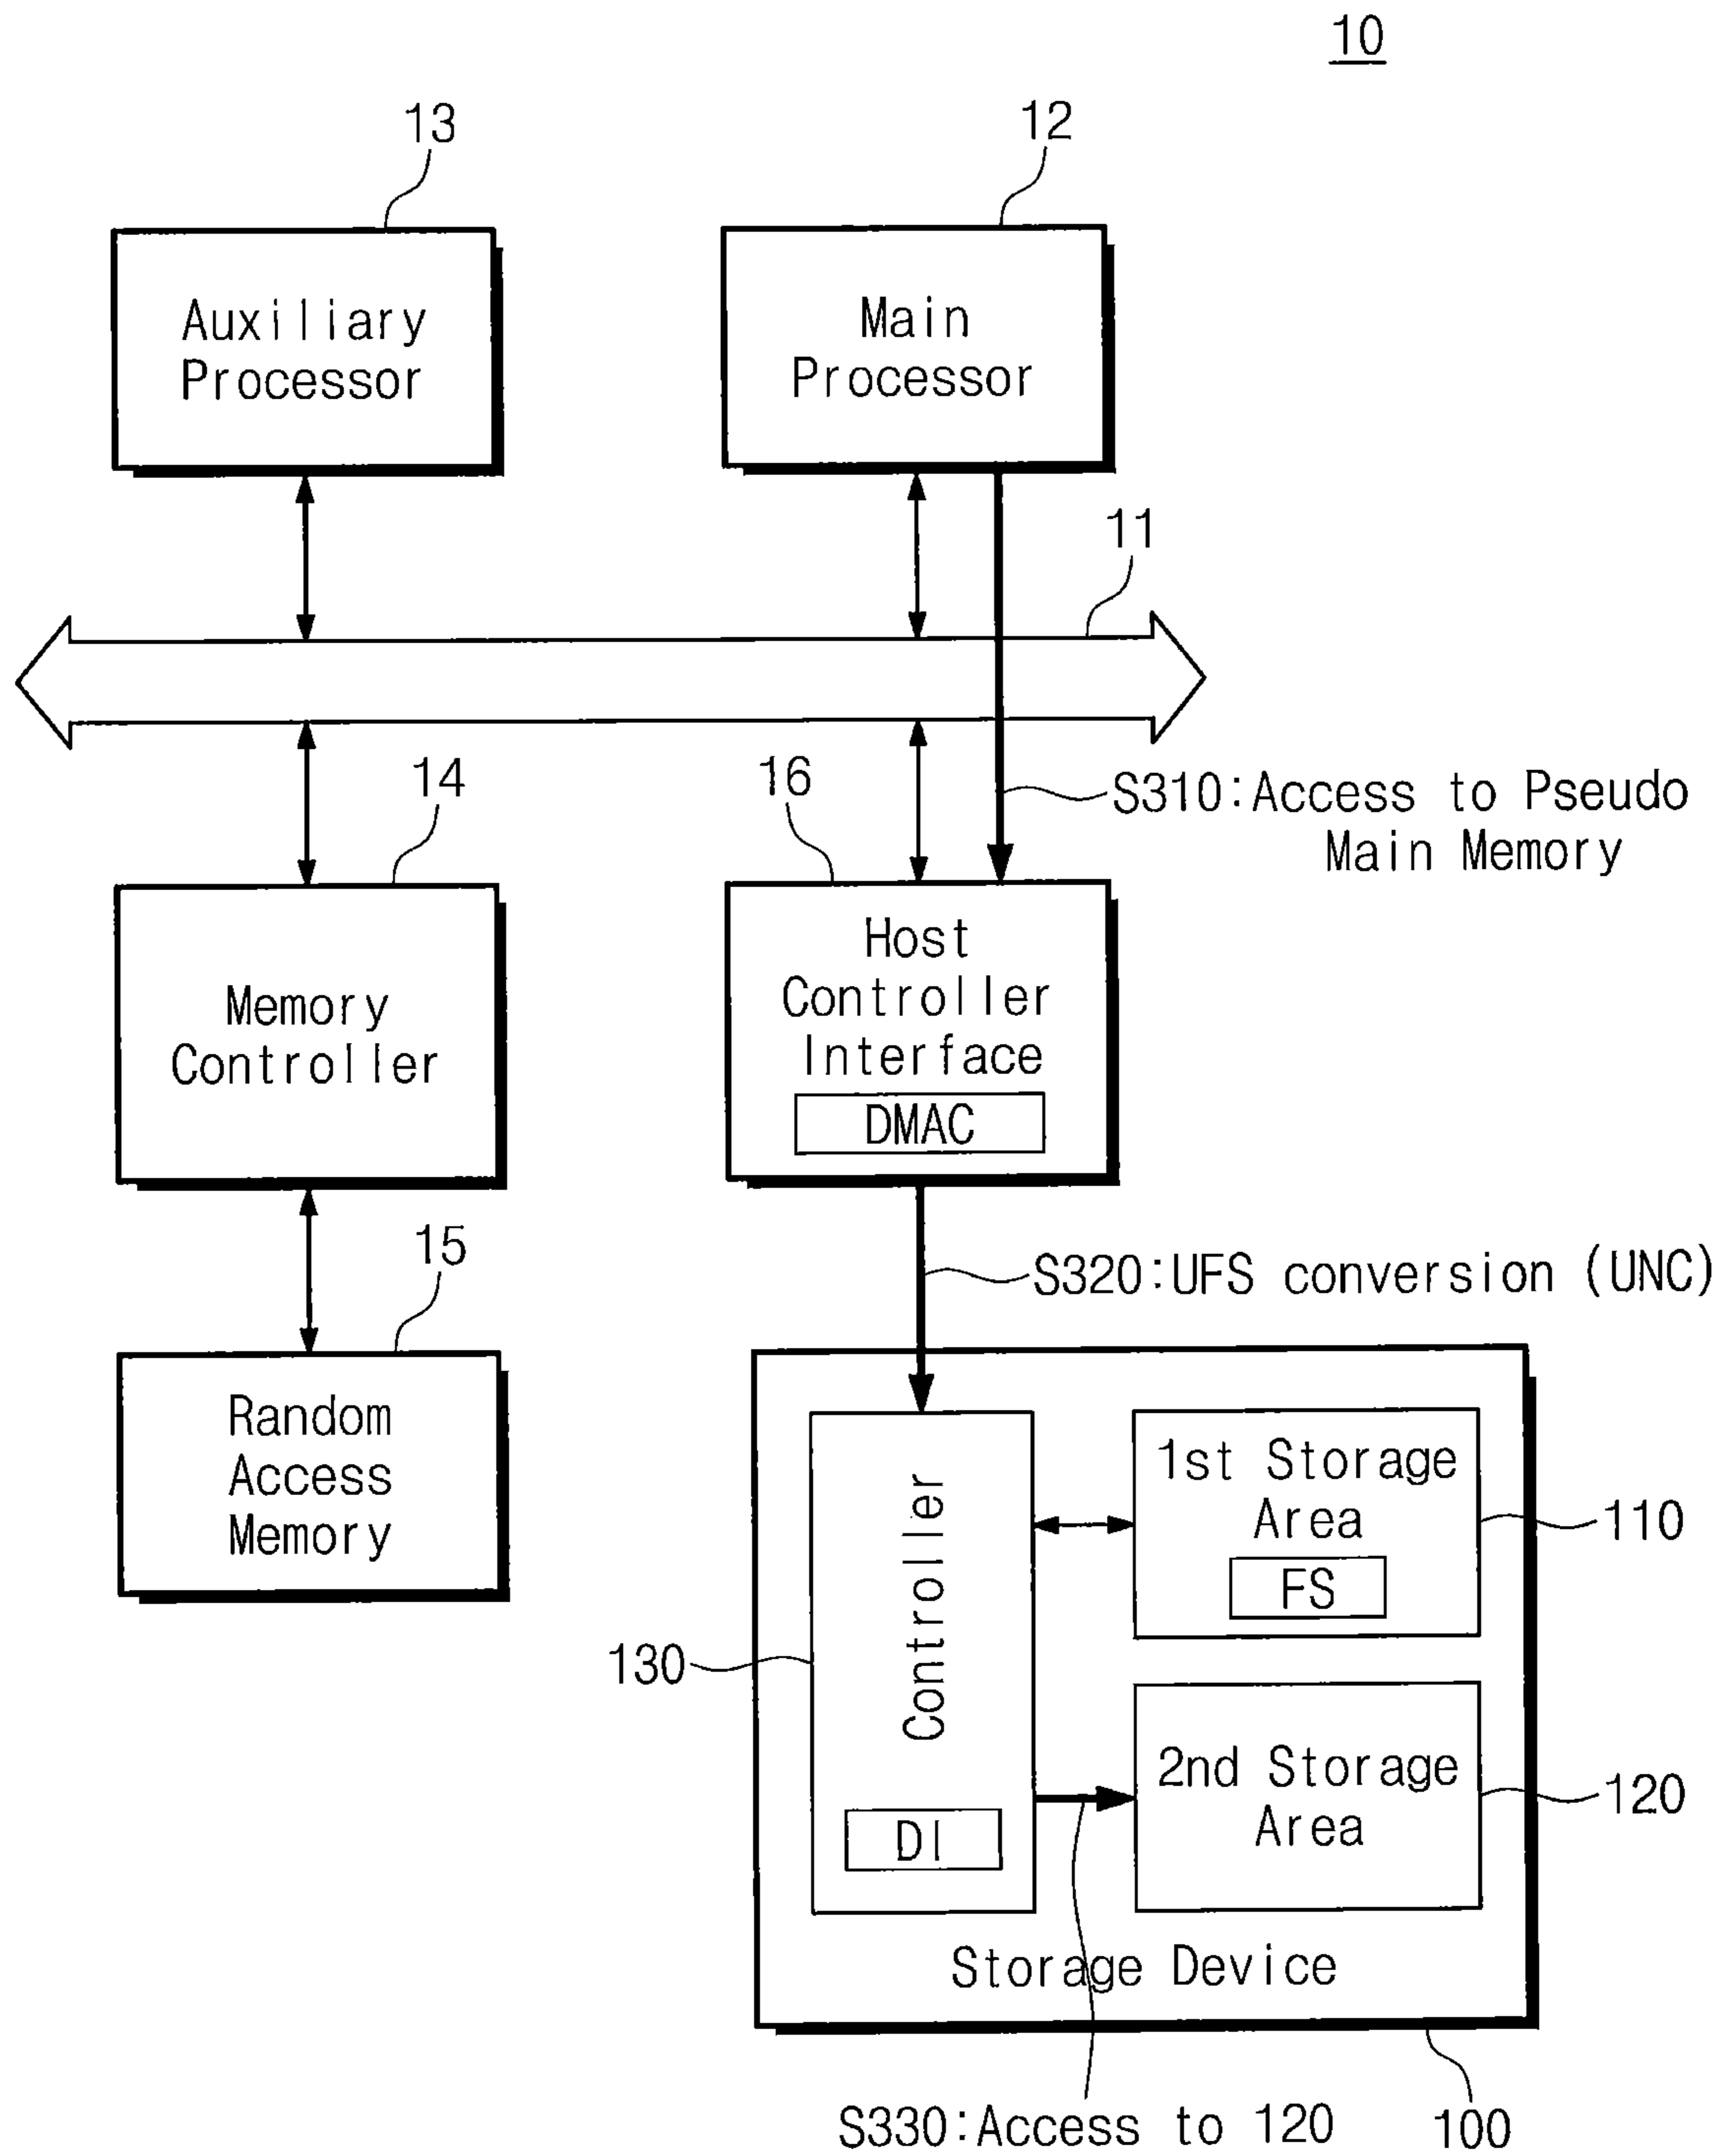 10
13
12
Auxiliary
Processor
Main
Processor
11
14
16
S310:Access to Pseudo
Main Memory
Memory
Controller
Host
Controller
Interface
DMAC
15
S320:UFS conversion (UNC)
Random
Access
Memory
Controller
1st Storage
Area
FS
110
130
2nd Storage
Area
120
DI
Storage Device
S330:Access to 120
100